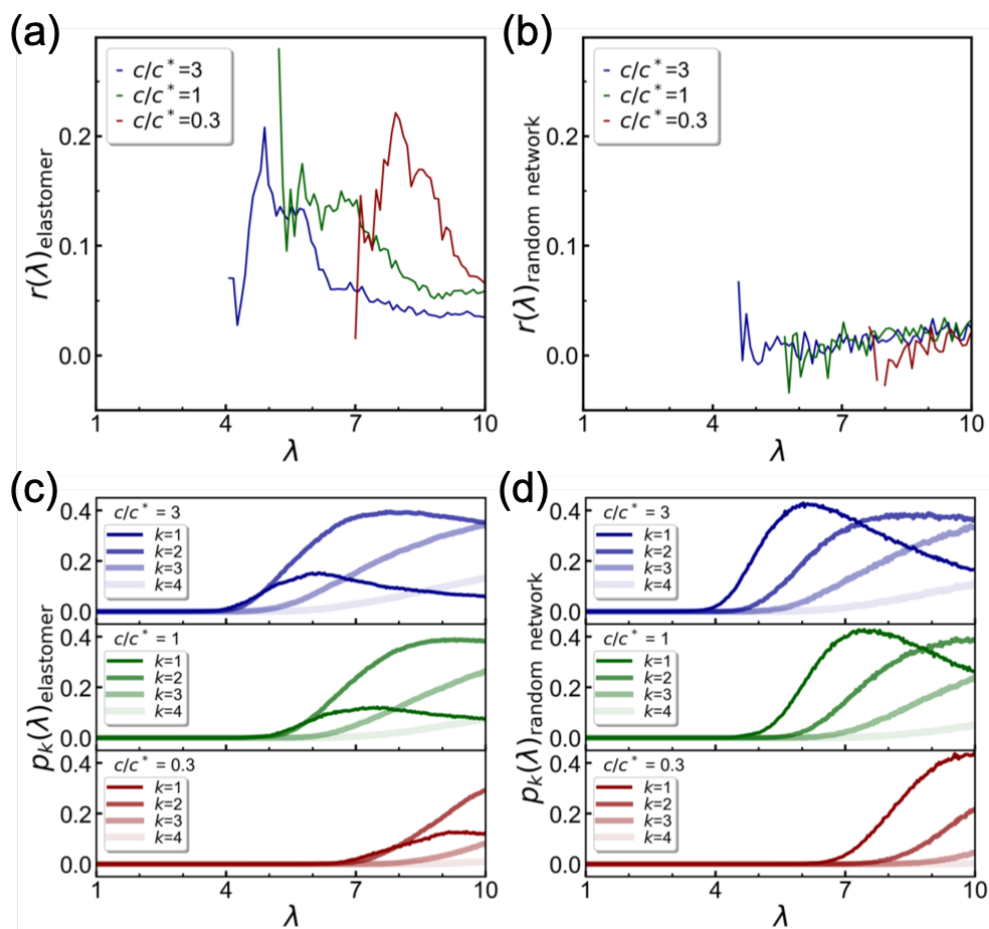 (a)
c/c* =3
c/c* =1
c/c* =0.3
r(λ)elastomer
0.2
0.1
0.0
1 4 7 10
λ
(b)
c/c* =3
c/c* =1
c/c* =0.3
r(λ)random network
0.2
0.1
0.0
1 4 7 10
λ
(c)
pk(λ)elastomer
c/c* = 3
k=1
k=2
k=3
k=4
0.4
0.2
0.0
c/c* = 1
k=1
k=2
k=3
k=4
0.4
0.2
0.0
c/c* = 0.3
k=1
k=2
k=3
k=4
0.4
0.2
0.0
1 4 7 10
λ
(d)
pk(λ)random network
c/c* = 3
k=1
k=2
k=3
k=4
0.4
0.2
0.0
c/c* = 1
k=1
k=2
k=3
k=4
0.4
0.2
0.0
c/c* = 0.3
k=1
k=2
k=3
k=4
0.4
0.2
0.0
1 4 7 10
λ